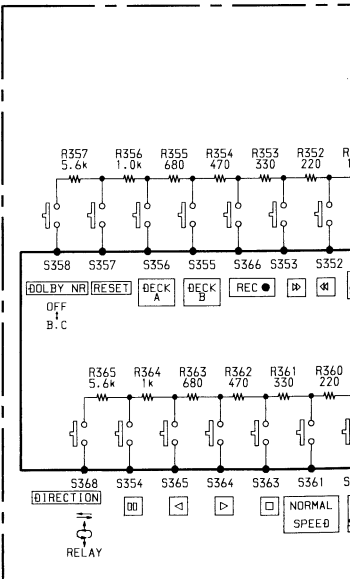 R357 R356 R355 R354 R353 R352 R
5.6k 1.0k 680 470 330 220 1
S358 S357 S356 S355 S366 S353 S352
DOLBY NR RESET DECK A DECK B REC
OFF
B.C
R365 R364 R363 R362 R361 R360
5.6k 1k 680 470 330 220
S368 S354 S365 S364 S363 S361 S
DIRECTION
NORMAL
SPEED
RELAY